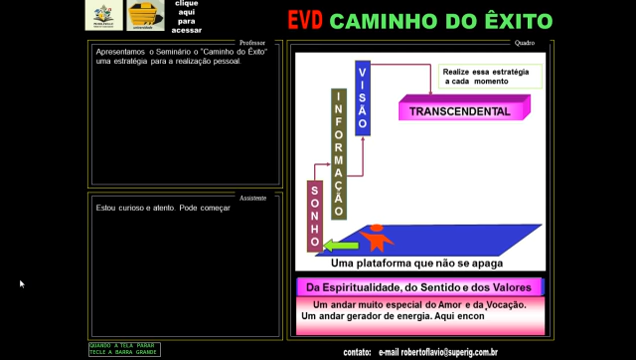 clique
aqui
para
acessar
EVD CAMINHO DO ÊXITO
Professor
Apresentamos o Seminário o "Caminho do Êxito"
uma estratégia para a realização pessoal.
Assistente
Estou curioso e atento. Pode começar
Quadro
VISÃO
INFORMAÇÃO
SONHO
Realize essa estratégia
a cada momento
TRANSCENDENTAL
Uma plataforma que não se apaga
Da Espiritualidade, do Sentido e dos Valores
Um andar muito especial do Amor e da Vocação.
Um andar gerador de energia. Aqui encon
QUANDO A TELA PARAR
TECLE A BARRA GRANDE
contato: e-mail robertoflavio@superig.com.br